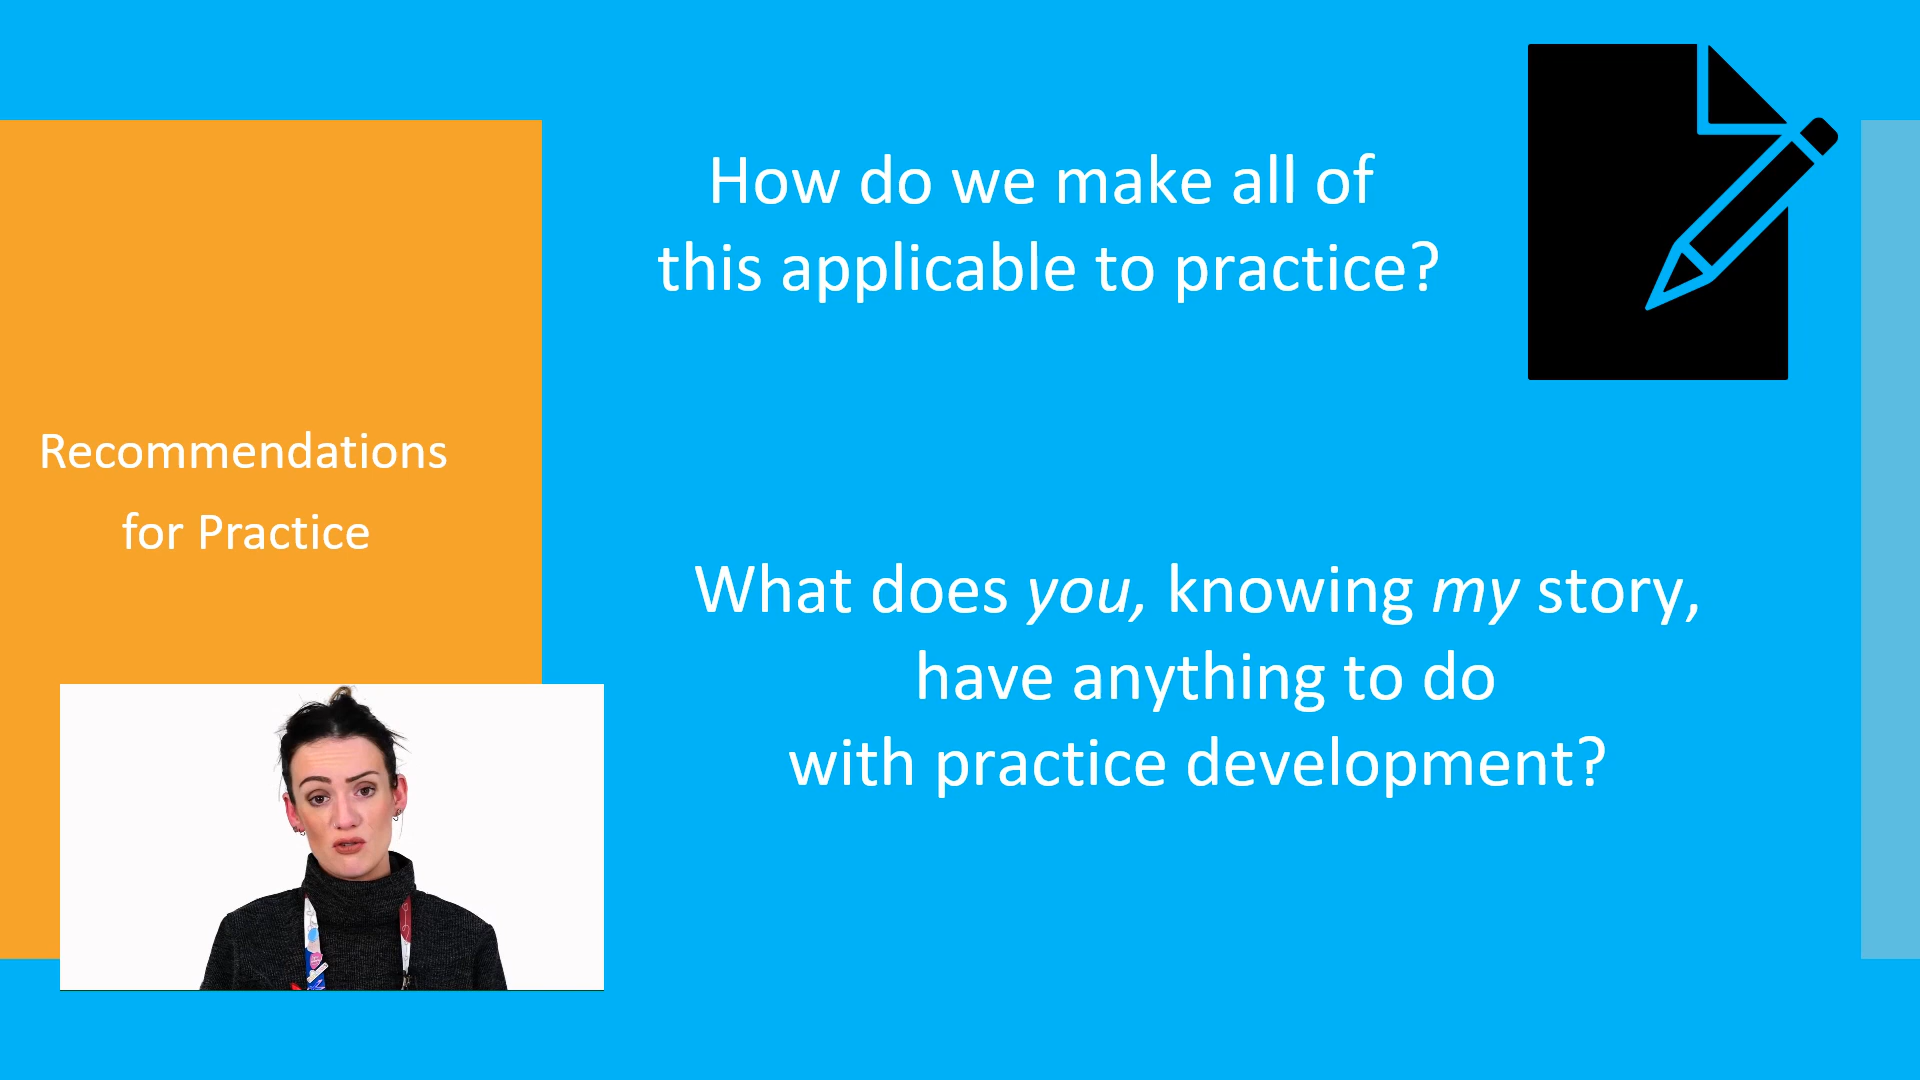 Recommendations
for Practice
How do we make all of
this applicable to practice?
What does you, knowing my story,
have anything to do
with practice development?